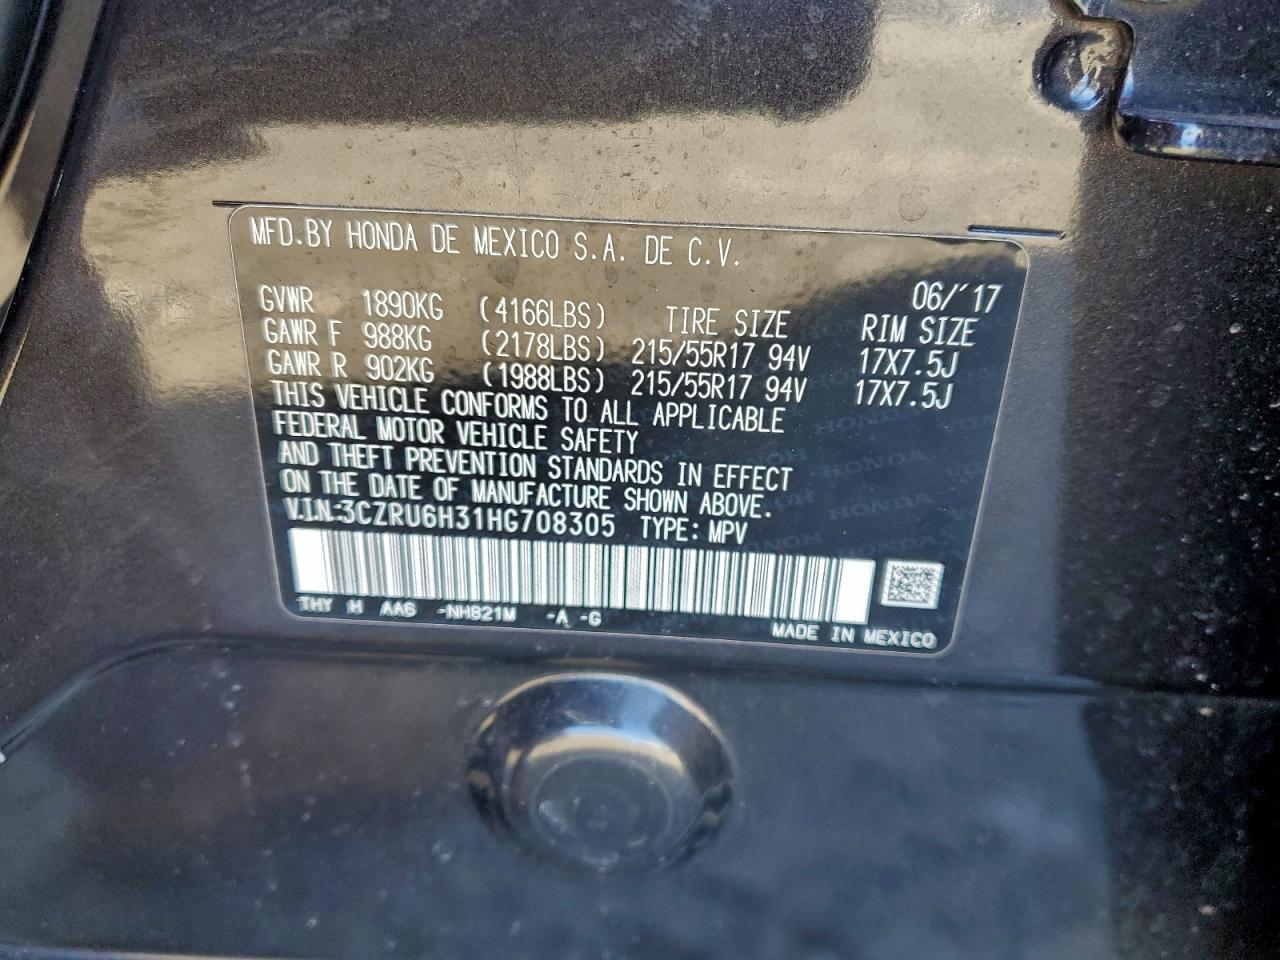 MFD.BY HONDA DE MEXICO S.A. DE C.V.
06/'17
GVWR 1890KG (4166LBS) TIRE SIZE RIM SIZE
GAWR F 988KG (2178LBS) 215/55R17 94V 17X7.5J
GAWR R 902KG (1988LBS) 215/55R17 94V 17X7.5J
THIS VEHICLE CONFORMS TO ALL APPLICABLE
FEDERAL MOTOR VEHICLE SAFETY
AND THEFT PREVENTION STANDARDS IN EFFECT
ON THE DATE OF MANUFACTURE SHOWN ABOVE.
V.I.N.:3CZRU6H31HG708305 TYPE: MPV
THY H AA6 -NH821M -A -G
MADE IN MEXICO